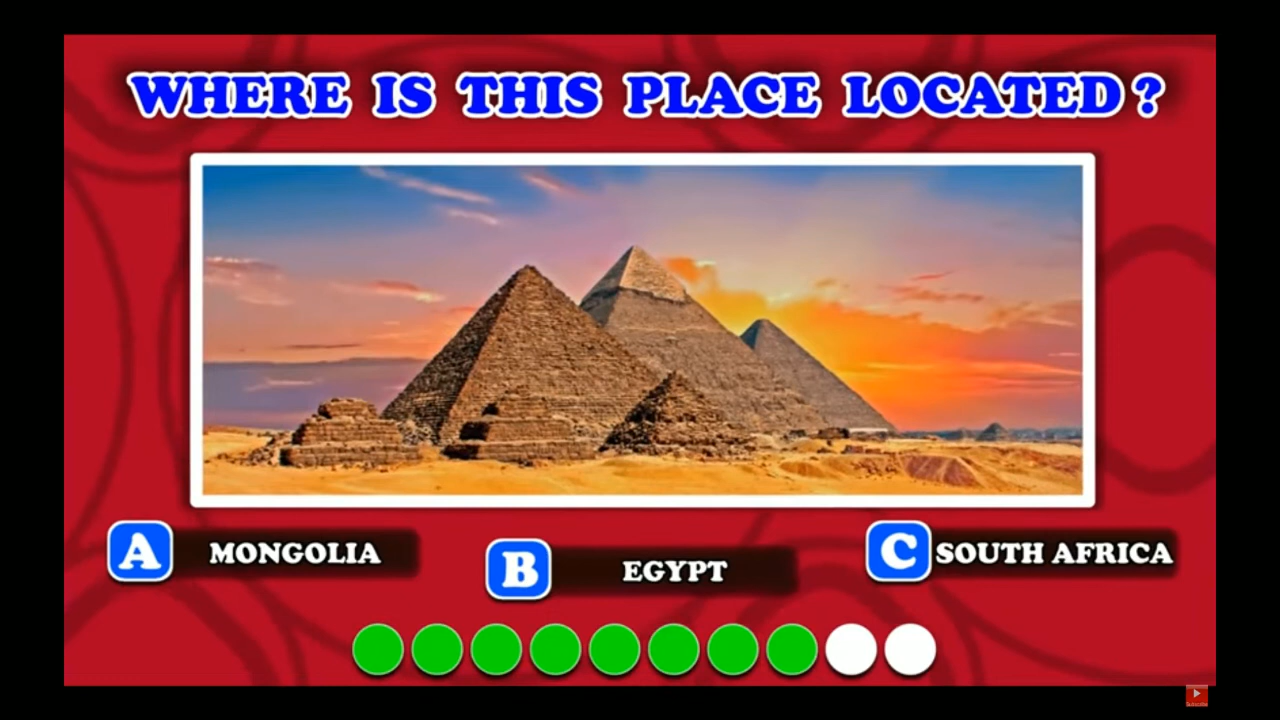 WHERE IS THIS PLACE LOCATED?
A MONGOLIA
B EGYPT
C SOUTH AFRICA